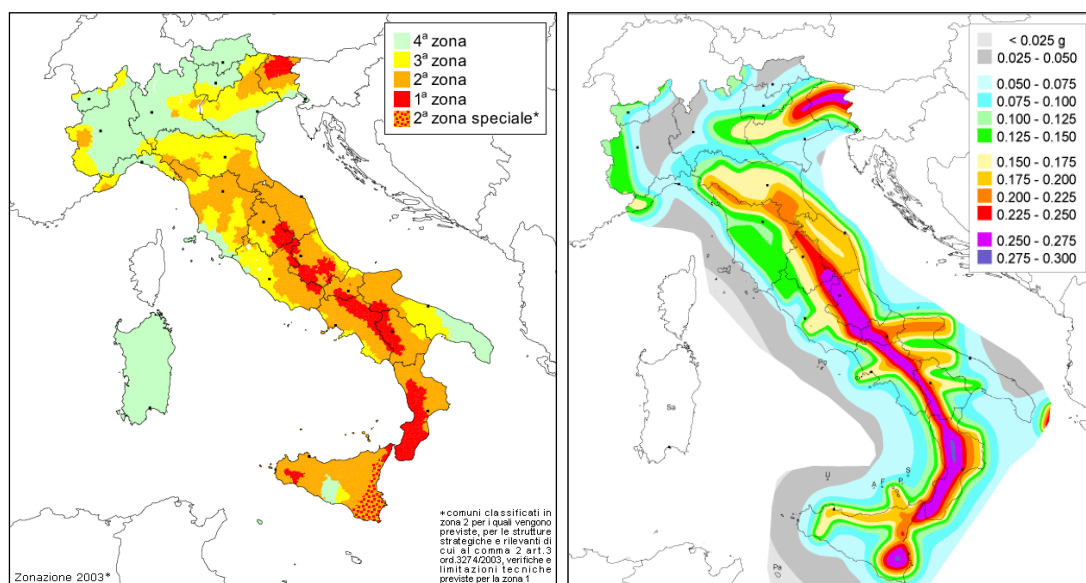 4ª zona
3ª zona
2ª zona
1ª zona
2ª zona speciale*
*comuni classificati in
zona 2 per i quali vengono
previste, per le strutture
strategiche e rilevanti di
cui al comma 2 art.3
ord.3274/2003, verifiche e
limitazioni tecniche
previste per la zona 1
Zonazione 2003*
< 0.025 g
0.025 - 0.050
0.050 - 0.075
0.075 - 0.100
0.100 - 0.125
0.125 - 0.150
0.150 - 0.175
0.175 - 0.200
0.200 - 0.225
0.225 - 0.250
0.250 - 0.275
0.275 - 0.300
Po
Sa
U
A
F
P
S
Pa